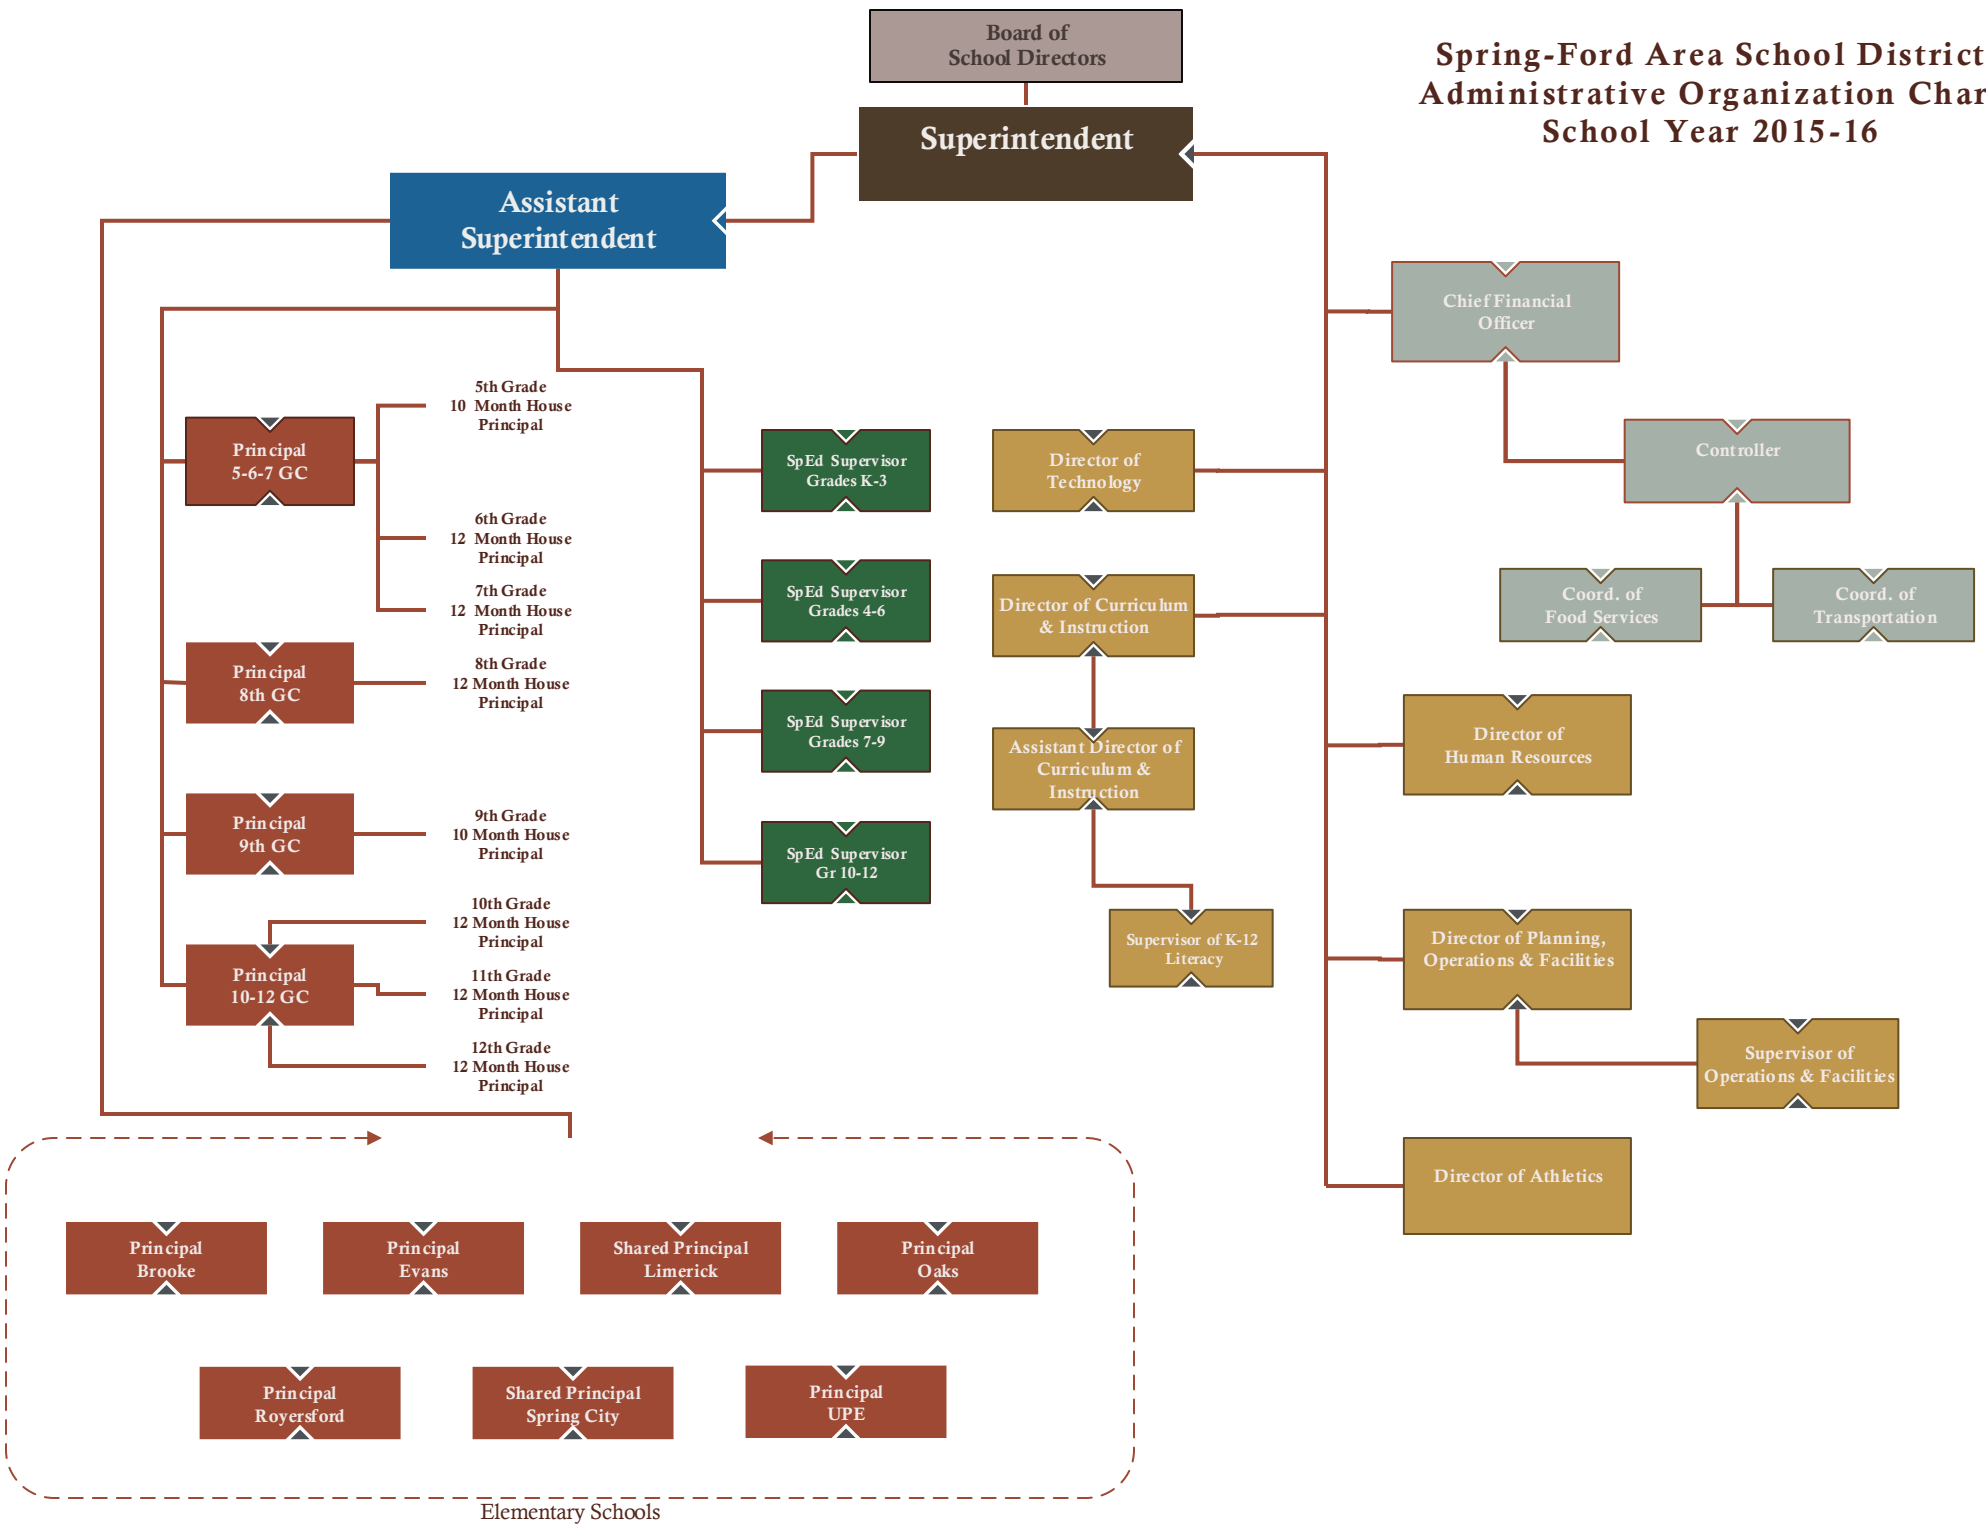 Board of
School Directors
Spring-Ford Area School District
Administrative Organization Char
School Year 2015-16
Superintendent
Assistant
Superintendent
Chief Financial
Officer
Controller
Coord. of
Food Services
Coord. of
Transportation
5th Grade
10 Month House
Principal
Principal
5-6-7 GC
6th Grade
12 Month House
Principal
7th Grade
12 Month House
Principal
Principal
8th GC
8th Grade
12 Month House
Principal
Principal
9th GC
9th Grade
10 Month House
Principal
10th Grade
12 Month House
Principal
Principal
10-12 GC
11th Grade
12 Month House
Principal
12th Grade
12 Month House
Principal
SpEd Supervisor
Grades K-3
SpEd Supervisor
Grades 4-6
SpEd Supervisor
Grades 7-9
SpEd Supervisor
Gr 10-12
Director of
Technology
Director of Curriculum
& Instruction
Assistant Director of
Curriculum &
Instruction
Supervisor of K-12
Literacy
Director of
Human Resources
Director of Planning,
Operations & Facilities
Supervisor of
Operations & Facilities
Director of Athletics
Principal
Brooke
Principal
Evans
Shared Principal
Limerick
Principal
Oaks
Principal
Royersford
Shared Principal
Spring City
Principal
UPE
Elementary Schools